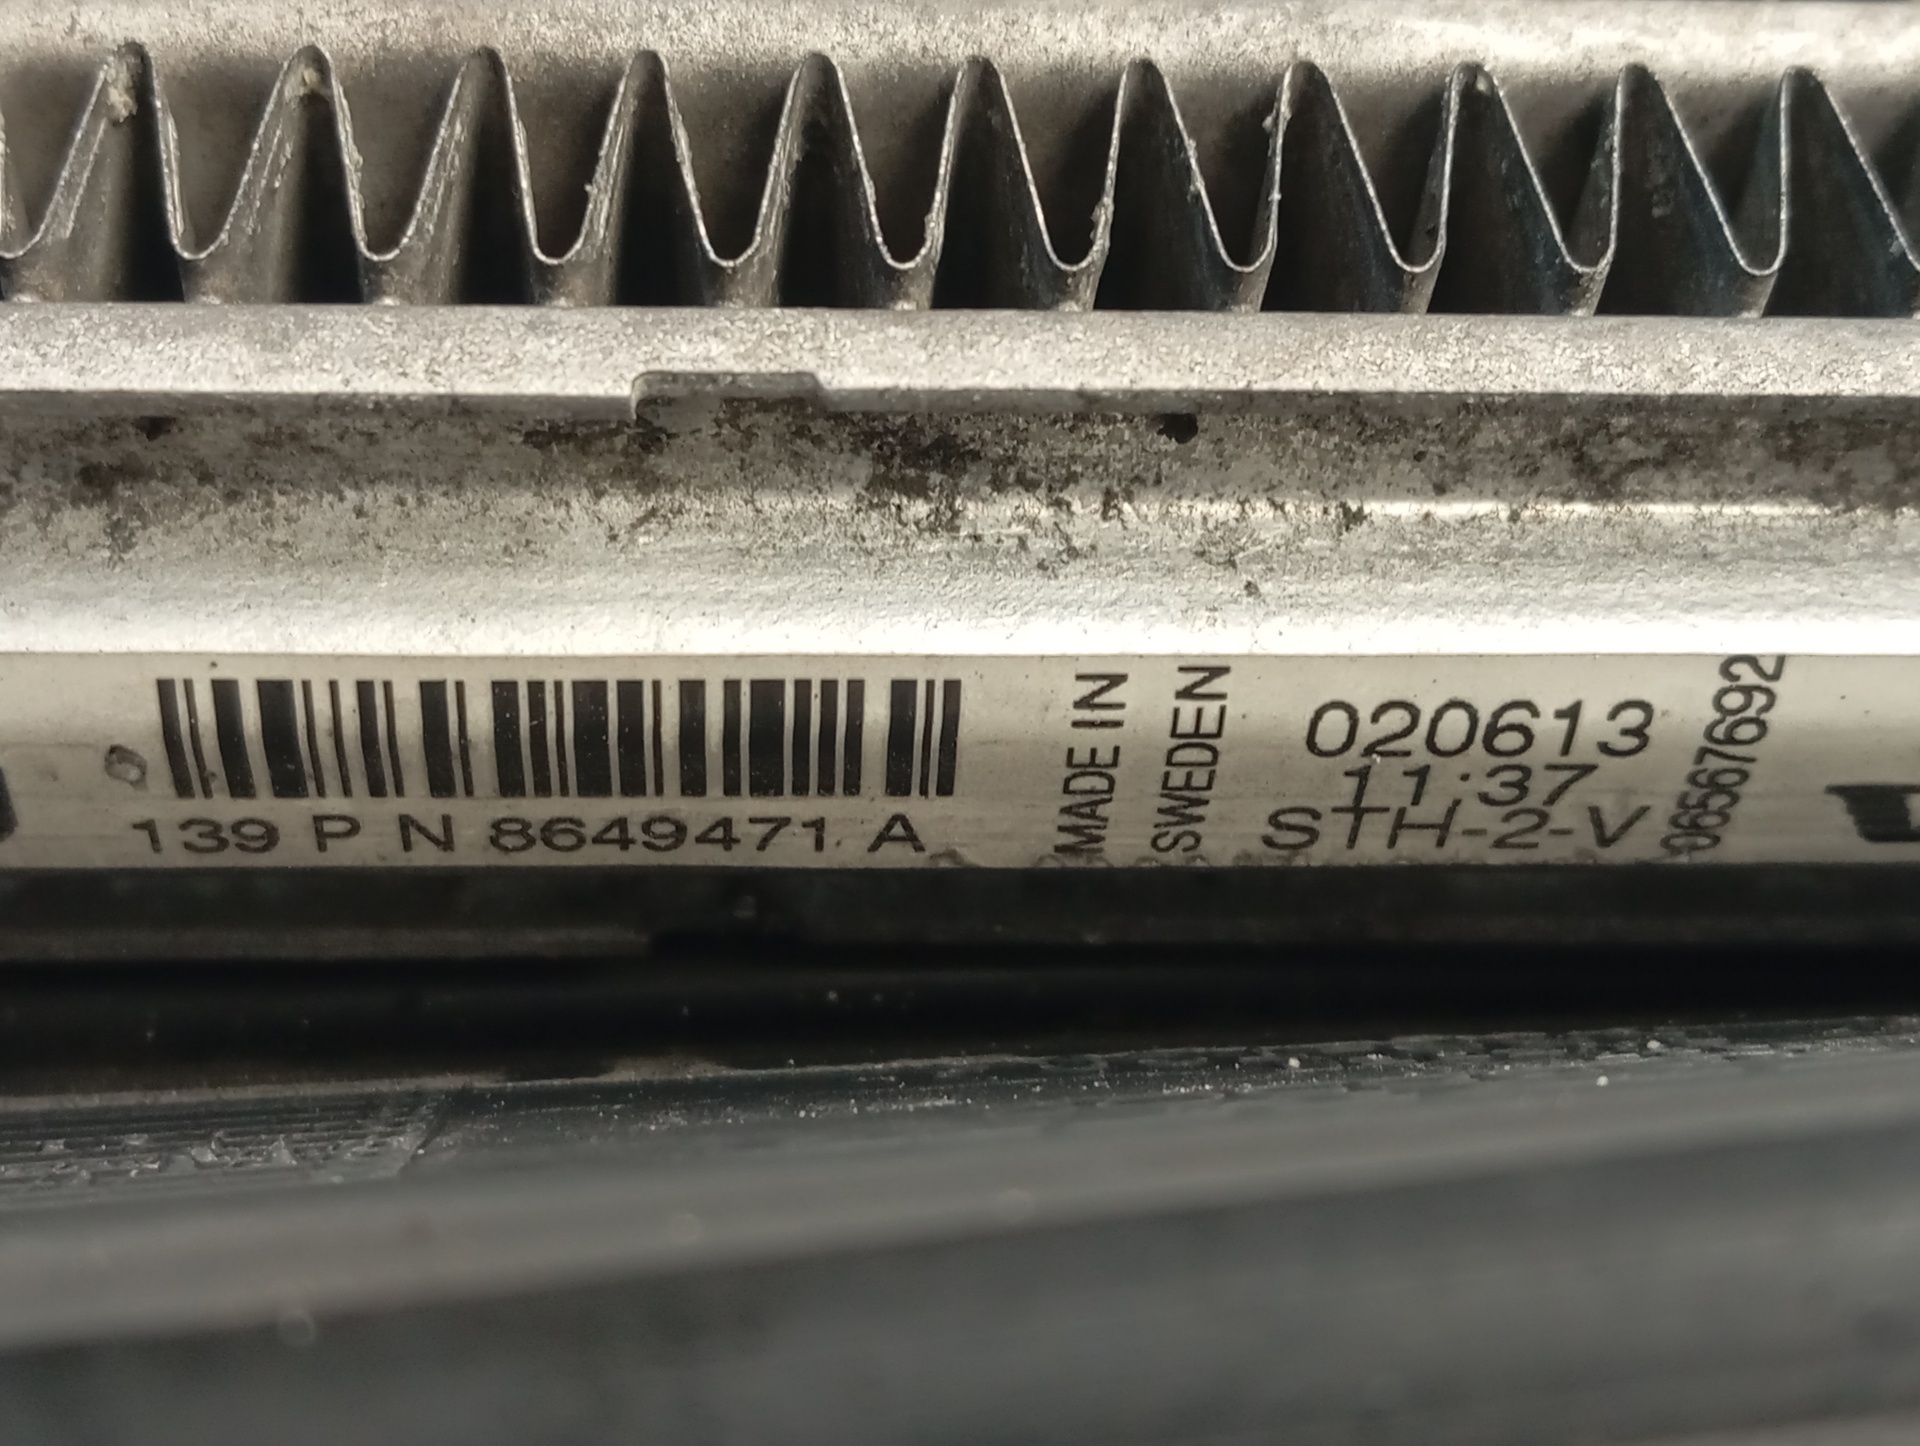 139 P N 8649471 A
MADE IN
SWEDEN
020613
11:37
STH-2-V
06567692